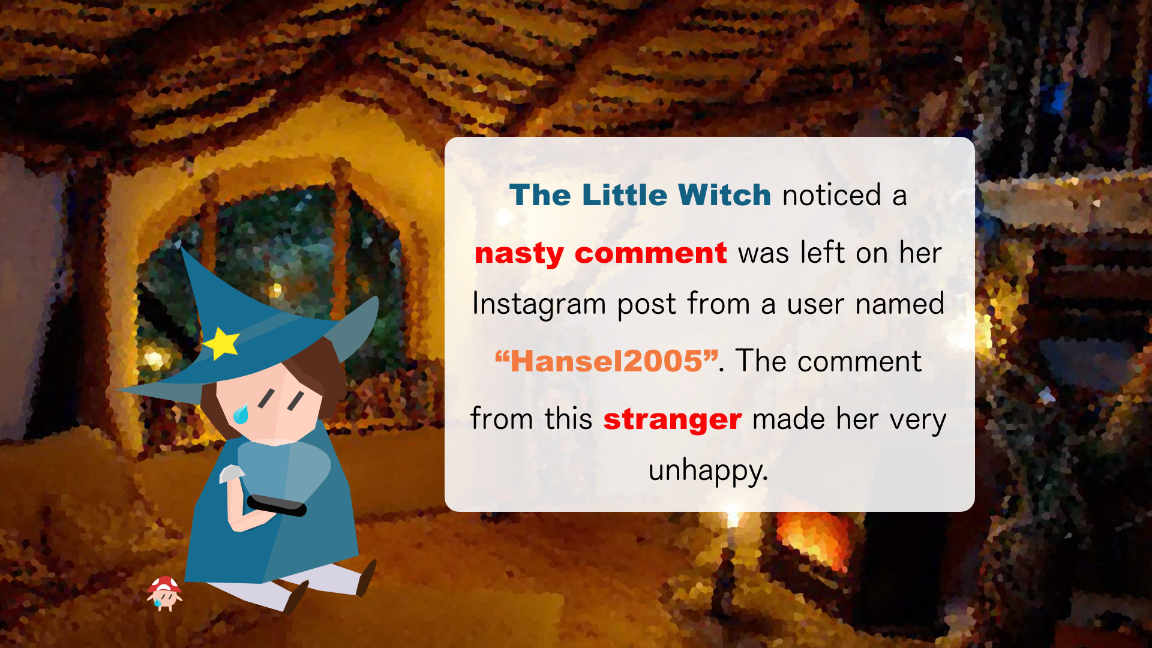 The Little Witch noticed a
nasty comment was left on her
Instagram post from a user named
“Hansel2005”. The comment
from this stranger made her very
unhappy.